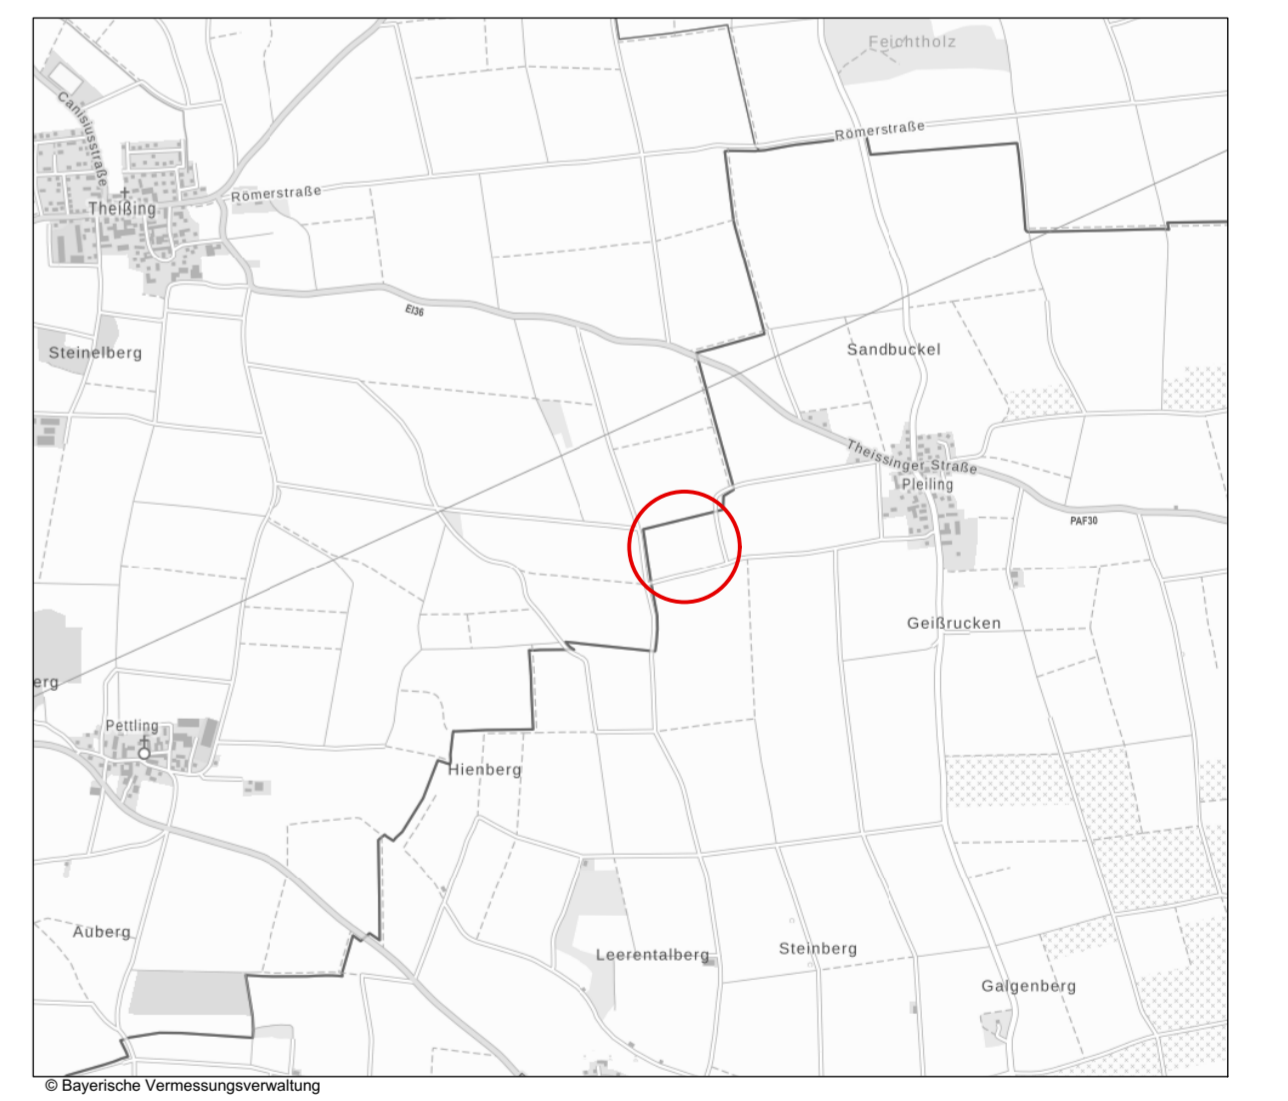 Feichtholz
Canisiusstraße
Römerstraße
Römerstraße
Theißing
EI36
Steinelberg
Sandbuckel
Theissinger Straße
Pleiling
PAF30
Geißrucken
erg
Pettling
Hienberg
Auberg
Leerentalberg
Steinberg
Galgenberg
© Bayerische Vermessungsverwaltung